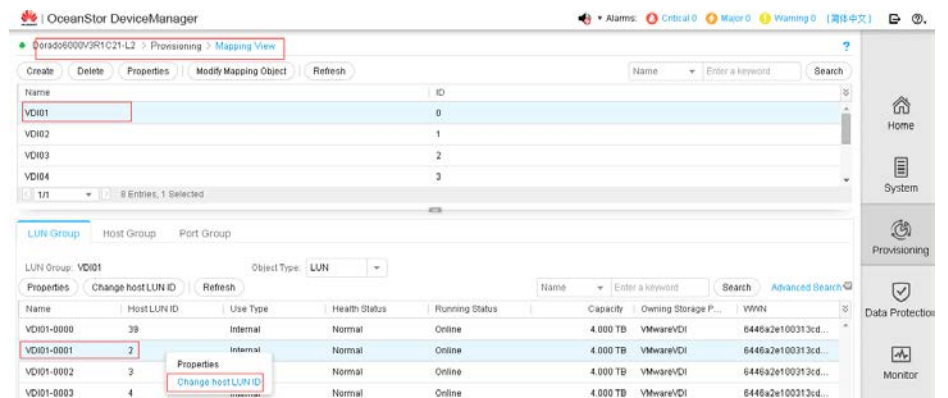 OceanStor DeviceManager Alarms: Critical 0 Major 0 Warning 0 [简体中文]
Dorado6000V3R1C21-L2 > Provisioning > Mapping View ?
Create Delete Properties Modify Mapping Object Refresh Name Enter a keyword Search
Name ID
VDI01 0
VDI02 1
VDI03 2
VDI04 3
1/1 8 Entries, 1 Selected
LUN Group Host Group Port Group
LUN Group: VDI01 Object Type: LUN
Properties Change host LUN ID Refresh Name Enter a keyword Search Advanced Search
Name Host LUN ID Use Type Health Status Running Status Capacity Owning Storage P... WWN
VDI01-0000 39 Internal Normal Online 4.000 TB VMwareVDI 6446a2e100313cd...
VDI01-0001 2 Internal Normal Online 4.000 TB VMwareVDI 6446a2e100313cd...
VDI01-0002 3 Normal Online 4.000 TB VMwareVDI 6446a2e100313cd...
VDI01-0003 4 Internal Normal Online 4.000 TB VMwareVDI 6446a2e100313cd...
Properties
Change host LUN ID
Home
System
Provisioning
Data Protection
Monitor